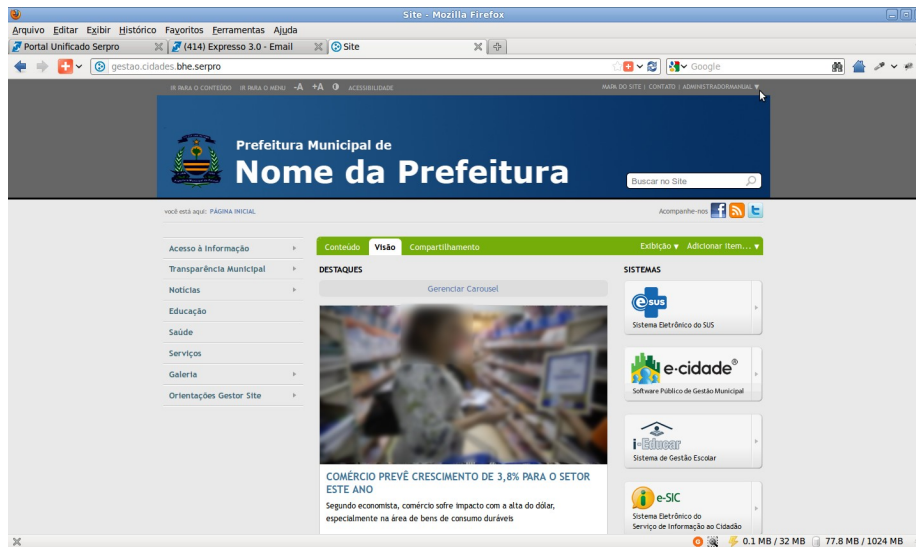 Site - Mozilla Firefox
Arquivo Editar Exibir Histórico Favoritos Ferramentas Ajuda
Portal Unificado Serpro (414) Expresso 3.0 - Email Site
gestao.cidades.bhe.serpro Google
IR PARA O CONTEÚDO IR PARA O MENU -A +A ACESSIBILIDADE MAPA DO SITE | CONTATO | ADMINISTRADORMANUAL
Prefeitura Municipal de
Nome da Prefeitura
Buscar no Site
você está aqui: PÁGINA INICIAL
Acompanhe-nos
Acesso à Informação
Transparência Municipal
Notícias
Educação
Saúde
Serviços
Galeria
Orientações Gestor Site
Conteúdo Visão Compartilhamento Exibição Adicionar item...
DESTAQUES
Gerenciar Carousel
COMÉRCIO PREVÊ CRESCIMENTO DE 3,8% PARA O SETOR
ESTE ANO
Segundo economista, comércio sofre impacto com a alta do dólar,
especialmente na área de bens de consumo duráveis
SISTEMAS
esus
Sistema Eletrônico do SUS
e-cidade®
Software Público de Gestão Municipal
i-Educar
Sistema de Gestão Escolar
e-SIC
Sistema Eletrônico do
Serviço de Informação ao Cidadão
0.1 MB / 32 MB 77.8 MB / 1024 MB